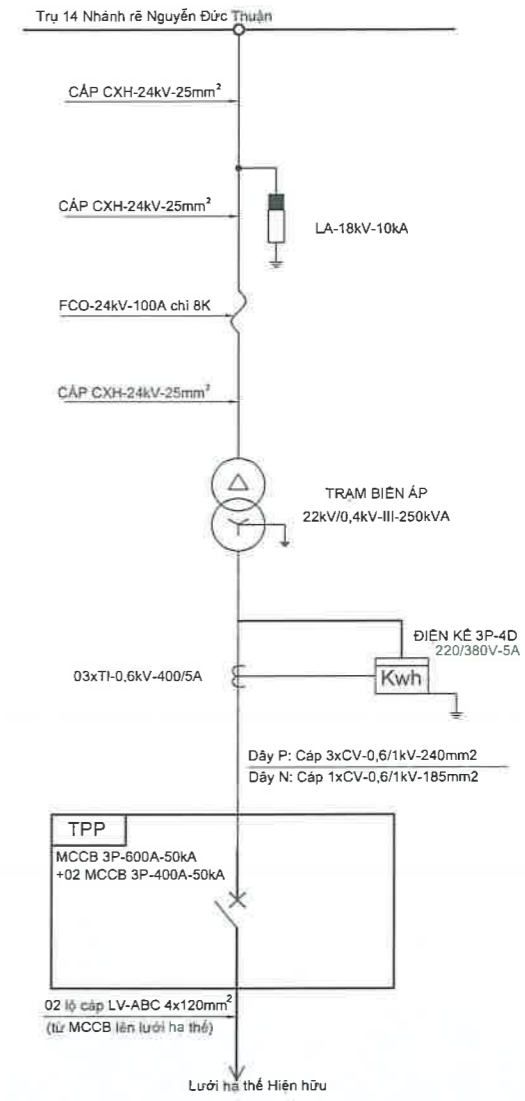 Trụ 14 Nhánh rẽ Nguyễn Đức Thuận
CÁP CXH-24kV-25mm²
CÁP CXH-24kV-25mm²
LA-18kV-10kA
FCO-24kV-100A chì 8K
CÁP CXH-24kV-25mm²
TRẠM BIẾN ÁP
22kV/0,4kV-III-250kVA
ĐIỆN KẾ 3P-4D
220/380V-5A
03xTI-0,6kV-400/5A
Kwh
Dây P: Cáp 3xCV-0,6/1kV-240mm2
Dây N: Cáp 1xCV-0,6/1kV-185mm2
TPP
MCCB 3P-600A-50kA
+02 MCCB 3P-400A-50kA
02 lộ cáp LV-ABC 4x120mm²
(từ MCCB lên lưới hạ thế)
Lưới hạ thế Hiện hữu